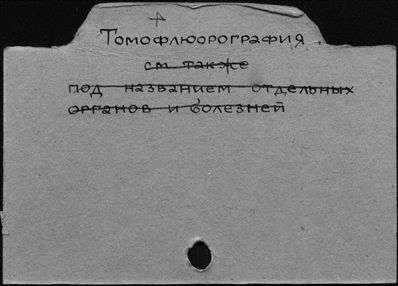 Томофлюорография
см также
под названием отдельных
органов и болезней